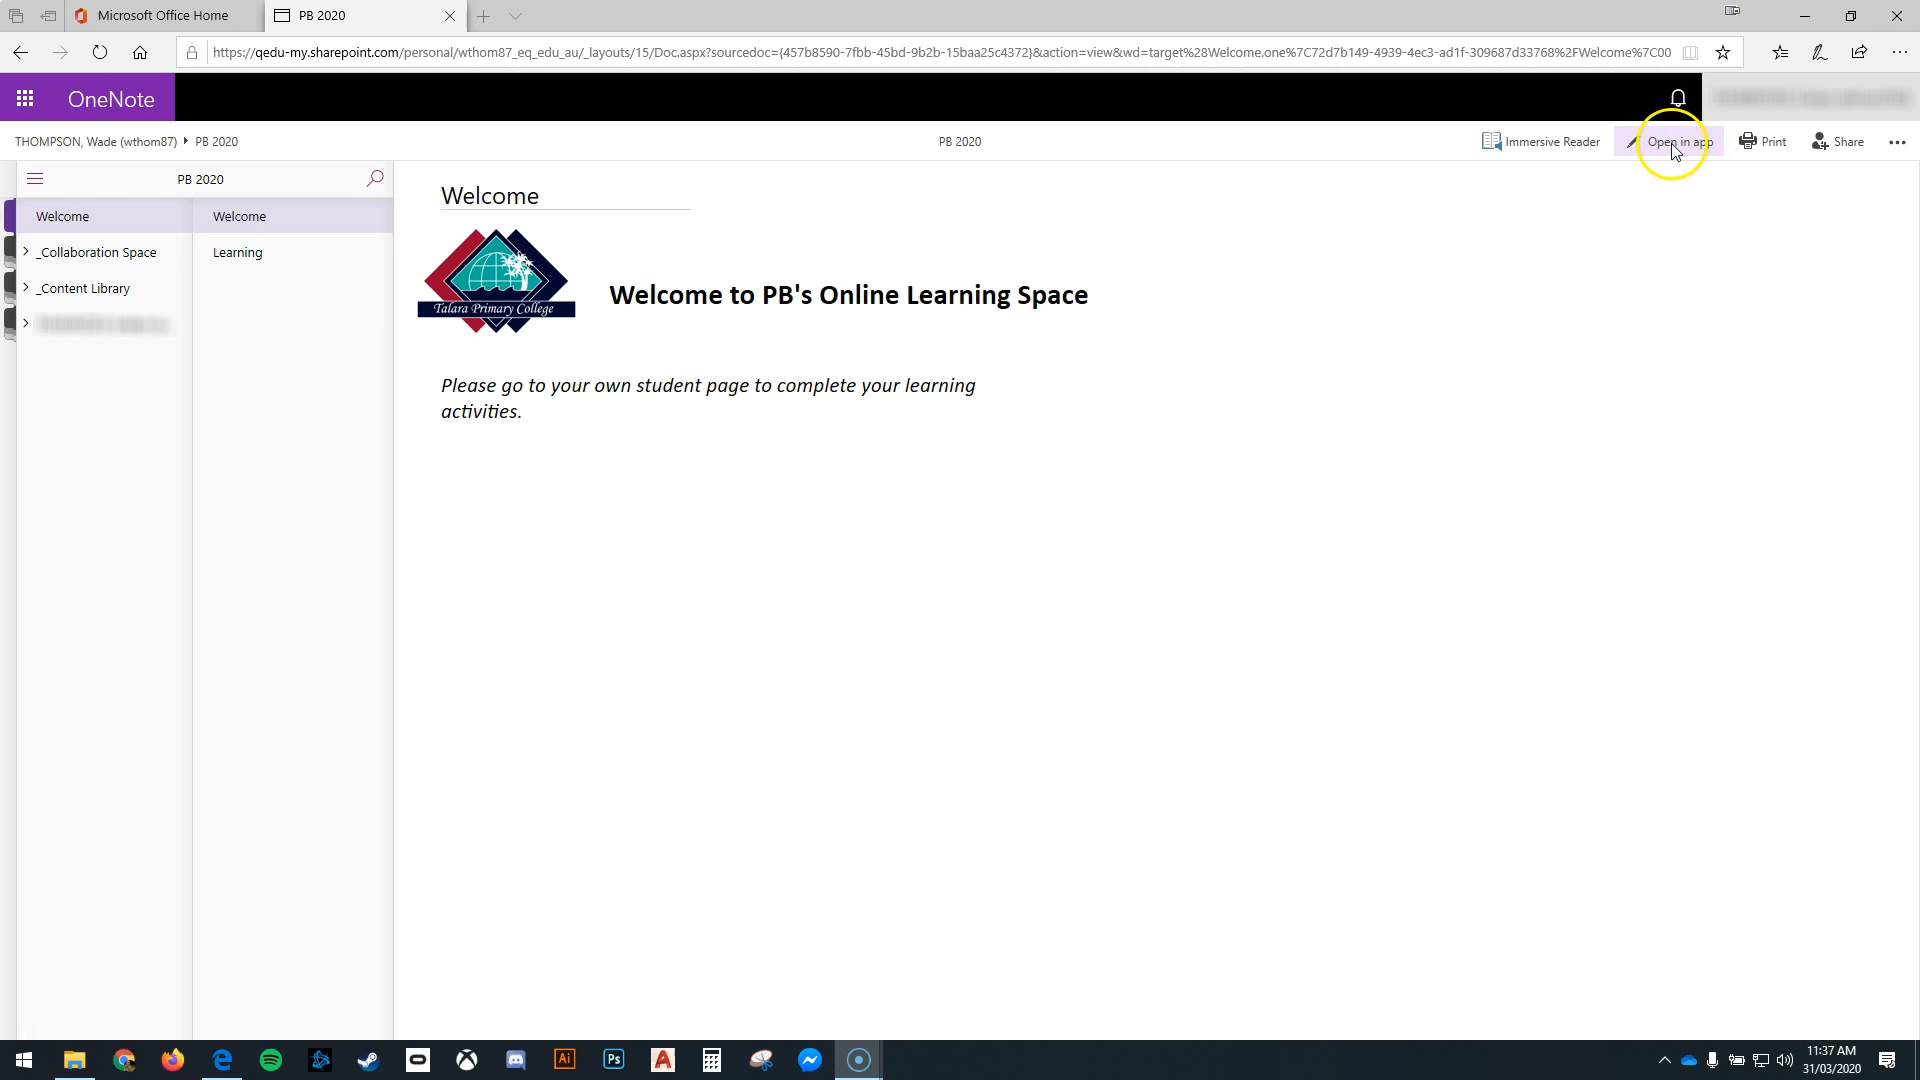 Microsoft Office Home
PB 2020
https://qedu-my.sharepoint.com/personal/wthom87_eq_edu_au/_layouts/15/Doc.aspx?sourcedoc={457b8590-7fbb-45bd-9b2b-15baa25c4372}&action=view&wd=target%28Welcome.one%7C72d7b149-4939-4ec3-ad1f-309687d33768%2FWelcome%7C00
OneNote
THOMPSON, Wade (wthom87) PB 2020
PB 2020
Immersive Reader
Open in app
Print
Share
PB 2020
Welcome
_Collaboration Space
_Content Library
Welcome
Learning
Welcome
Talara Primary College
Welcome to PB's Online Learning Space
Please go to your own student page to complete your learning
activities.
Ai
Ps
11:37 AM
31/03/2020